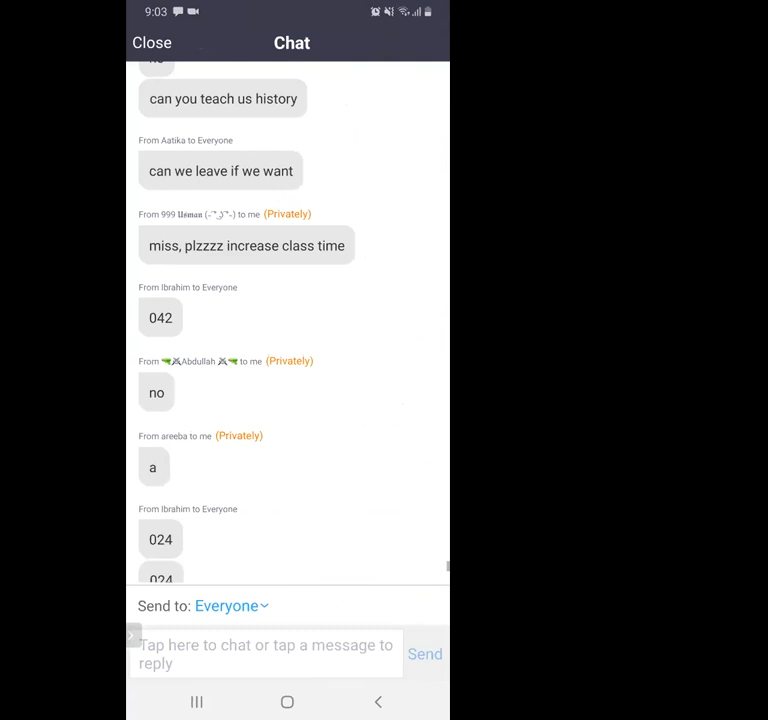 9:03
Close
Chat
can you teach us history
From Aatika to Everyone
can we leave if we want
From 999 𝖀𝖘𝖒𝖆𝖓 to me (Privately)
miss, plzzzz increase class time
From Ibrahim to Everyone
042
From 🔫⚔Abdullah ⚔🔫 to me (Privately)
no
From areeba to me (Privately)
a
From Ibrahim to Everyone
024
024
Send to: Everyone
Tap here to chat or tap a message to
reply
Send